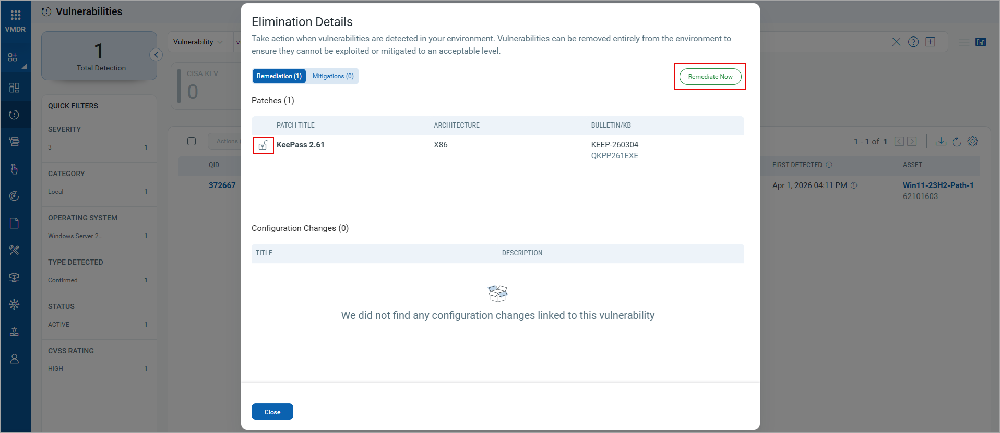 VMDR
Vulnerabilities
1
Total Detection
QUICK FILTERS
SEVERITY
3 1
CATEGORY
Local 1
OPERATING SYSTEM
Windows Server 2... 1
TYPE DETECTED
Confirmed 1
STATUS
ACTIVE 1
CVSS RATING
HIGH 1
Vulnerability
CISA KEV
0
Actions
QID
372667
Elimination Details
Take action when vulnerabilities are detected in your environment. Vulnerabilities can be removed entirely from the environment to
ensure they cannot be exploited or mitigated to an acceptable level.
Remediation (1) Mitigations (0)
Remediate Now
Patches (1)
PATCH TITLE ARCHITECTURE BULLETIN/KB
KeePass 2.61 X86 KEEP-260304
QKPP261EXE
Configuration Changes (0)
TITLE DESCRIPTION
We did not find any configuration changes linked to this vulnerability
Close
1 - 1 of 1
FIRST DETECTED ASSET
Apr 1, 2026 04:11 PM Win11-23H2-Path-1
62101603